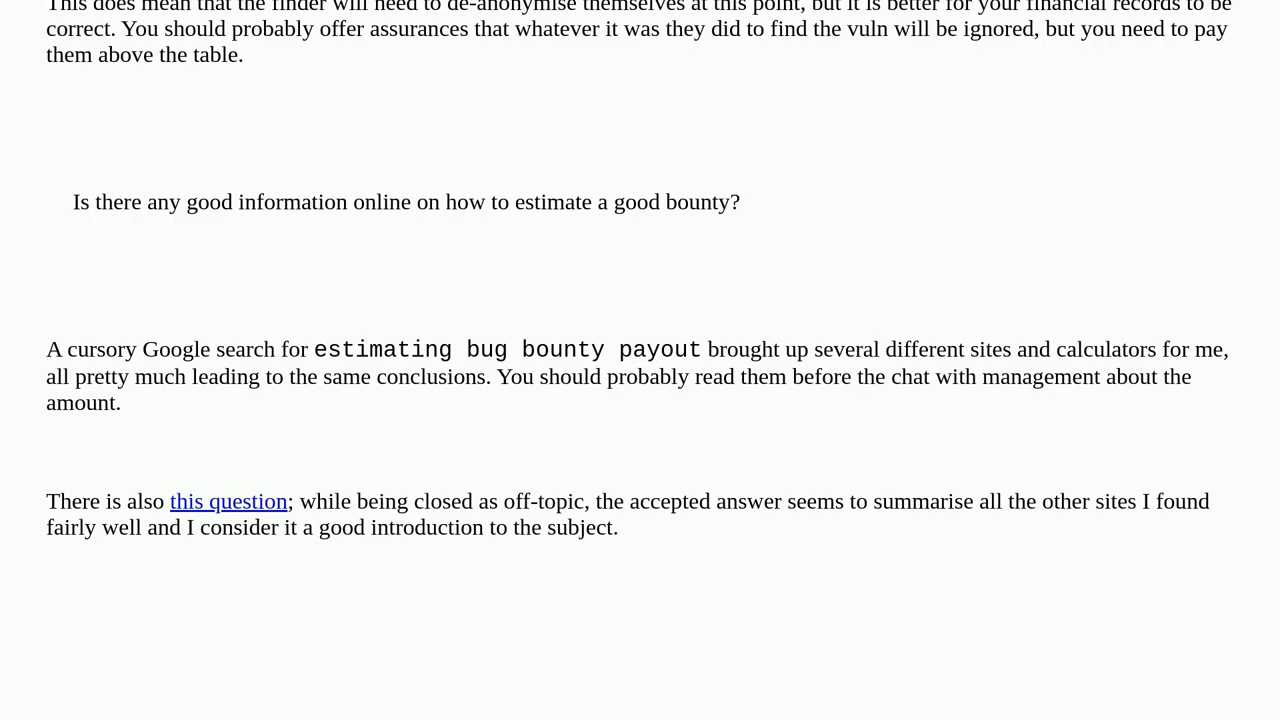 This does mean that the finder will need to de-anonymise themselves at this point, but it is better for your financial records to be
correct. You should probably offer assurances that whatever it was they did to find the vuln will be ignored, but you need to pay
them above the table.
Is there any good information online on how to estimate a good bounty?
A cursory Google search for estimating bug bounty payout brought up several different sites and calculators for me,
all pretty much leading to the same conclusions. You should probably read them before the chat with management about the
amount.
There is also this question; while being closed as off-topic, the accepted answer seems to summarise all the other sites I found
fairly well and I consider it a good introduction to the subject.